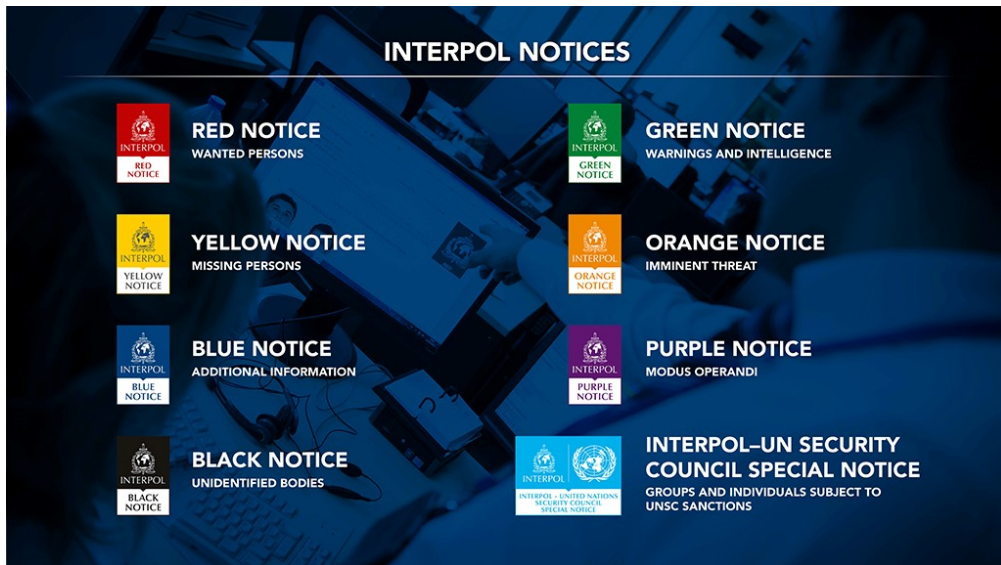 INTERPOL NOTICES
INTERPOL
RED
NOTICE
RED NOTICE
WANTED PERSONS
INTERPOL
YELLOW
NOTICE
YELLOW NOTICE
MISSING PERSONS
INTERPOL
BLUE
NOTICE
BLUE NOTICE
ADDITIONAL INFORMATION
INTERPOL
BLACK
NOTICE
BLACK NOTICE
UNIDENTIFIED BODIES
INTERPOL
GREEN
NOTICE
GREEN NOTICE
WARNINGS AND INTELLIGENCE
INTERPOL
ORANGE
NOTICE
ORANGE NOTICE
IMMINENT THREAT
INTERPOL
PURPLE
NOTICE
PURPLE NOTICE
MODUS OPERANDI
INTERPOL
INTERPOL - UNITED NATIONS
SECURITY COUNCIL
SPECIAL NOTICE
INTERPOL–UN SECURITY
COUNCIL SPECIAL NOTICE
GROUPS AND INDIVIDUALS SUBJECT TO
UNSC SANCTIONS